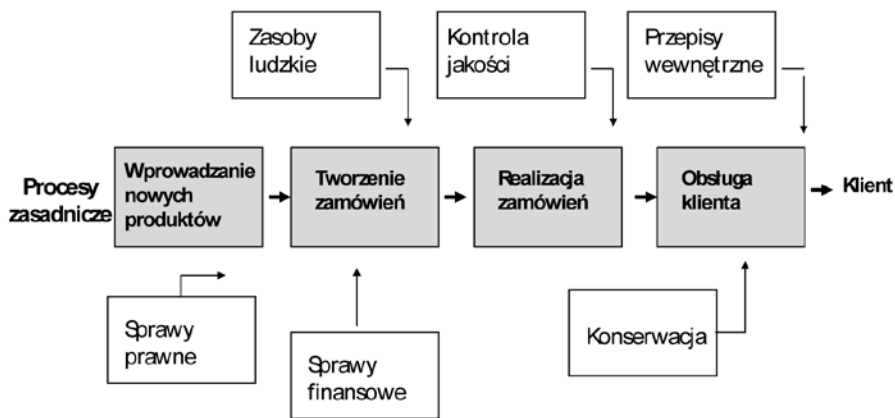 Zasoby
ludzkie
Kontrola
jakości
Przepisy
wewnętrzne
Procesy
zasadnicze
Wprowadzanie
nowych
produktów
Tworzenie
zamówień
Realizacja
zamówień
Obsługa
klienta
Klient
Sprawy
prawne
Sprawy
finansowe
Konserwacja